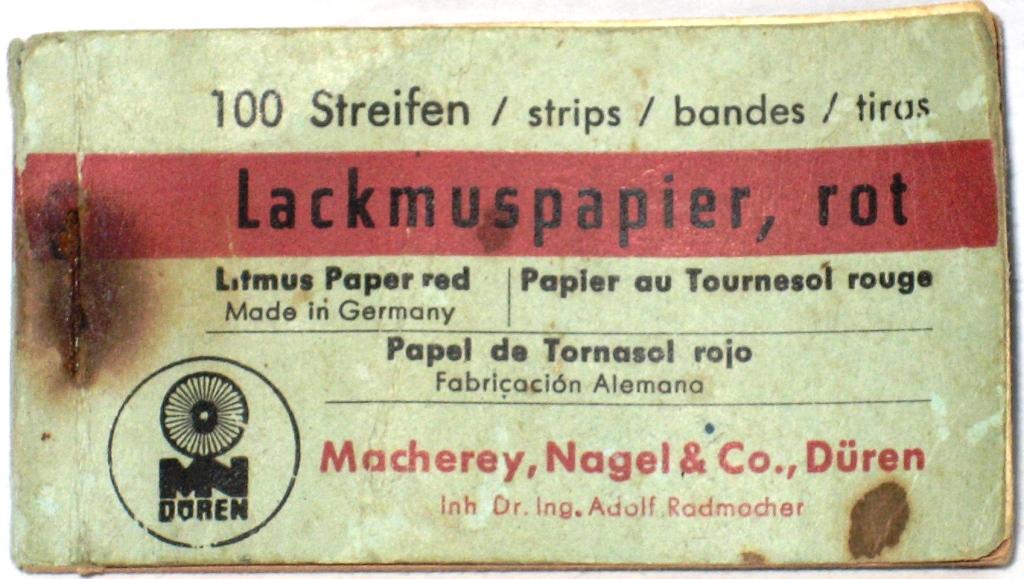 100 Streifen / strips / bandes / tiras
Lackmuspapier, rot
Litmus Paper red
Made in Germany
Papier au Tournesol rouge
Papel de Tornasol rojo
Fabricación Alemana
MN
DÜREN
Macherey, Nagel & Co., Düren
Inh Dr. Ing. Adolf Radmacher